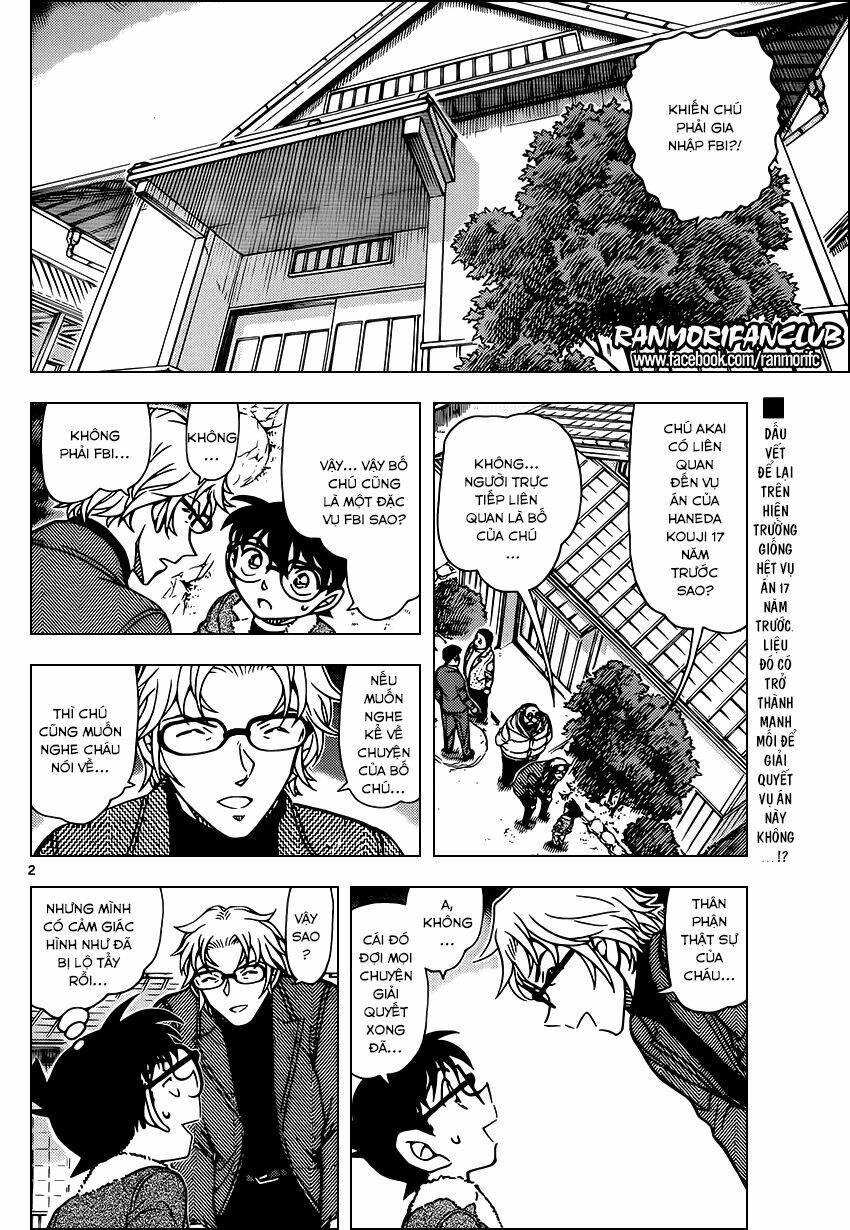 KHIẾN CHÚ
PHẢI GIA
NHẬP FBI?!
RANMORIFANCLUB
www.facebook.com/ranmorifc
DẤU
VẾT
ĐỂ LẠI
TRÊN
HIỆN
TRƯỜNG
GIỐNG
HỆT VỤ
ÁN 17
NĂM
TRƯỚC.
LIỆU
ĐÓ CÓ
TRỞ
THÀNH
MẠNH
MỐI ĐỂ
GIẢI
QUYẾT
VỤ ÁN
NÀY
KHÔNG
...!?
CHÚ AKAI
CÓ LIÊN
QUAN
ĐẾN VỤ
ÁN CỦA
HANEDA
KOUJI 17
NĂM
TRƯỚC
SAO?
KHÔNG...
NGƯỜI TRỰC
TIẾP LIÊN
QUAN LÀ BỐ
CỦA CHÚ
...
VẬY... VẬY BỐ
CHÚ CŨNG
LÀ MỘT ĐẶC
VỤ FBI SAO?
KHÔNG...
KHÔNG
PHẢI FBI...
NẾU
MUỐN
NGHE
KỂ VỀ
CHUYỆN
CỦA BỐ
CHÚ...
THÌ CHÚ
CŨNG MUỐN
NGHE CHÁU
NÓI VỀ...
2
THÂN
PHẬN
THẬT SỰ
CỦA
CHÁU...
A,
KHÔNG
...
CÁI ĐÓ
ĐỢI MỌI
CHUYỆN
GIẢI
QUYẾT
XONG
ĐÃ...
VẬY
SAO
?
NHƯNG MÌNH
CÓ CẢM GIÁC
HÌNH NHƯ ĐÃ
BỊ LỘ TẨY
RỒI...